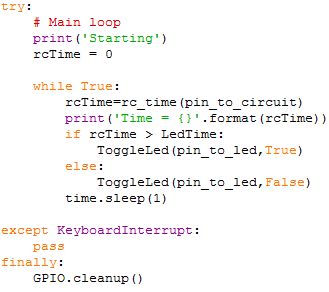 try:
    # Main loop
    print('Starting')
    rcTime = 0

    while True:
        rcTime=rc_time(pin_to_circuit)
        print('Time = {}'.format(rcTime))
        if rcTime > LedTime:
            ToggleLed(pin_to_led,True)
        else:
            ToggleLed(pin_to_led,False)
        time.sleep(1)

except KeyboardInterrupt:
    pass
finally:
    GPIO.cleanup()